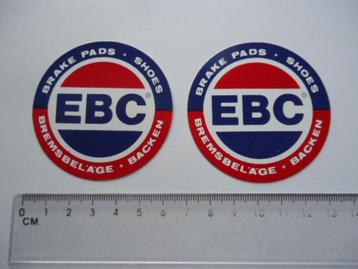 BRAKE PADS · SHOES
EBC®
BREMSBELÄGE · BACKEN
BRAKE PADS · SHOES
EBC®
BREMSBELÄGE · BACKEN
0 1 2 3 4 5 6 7 8 9 10 11 12 13 14
CM